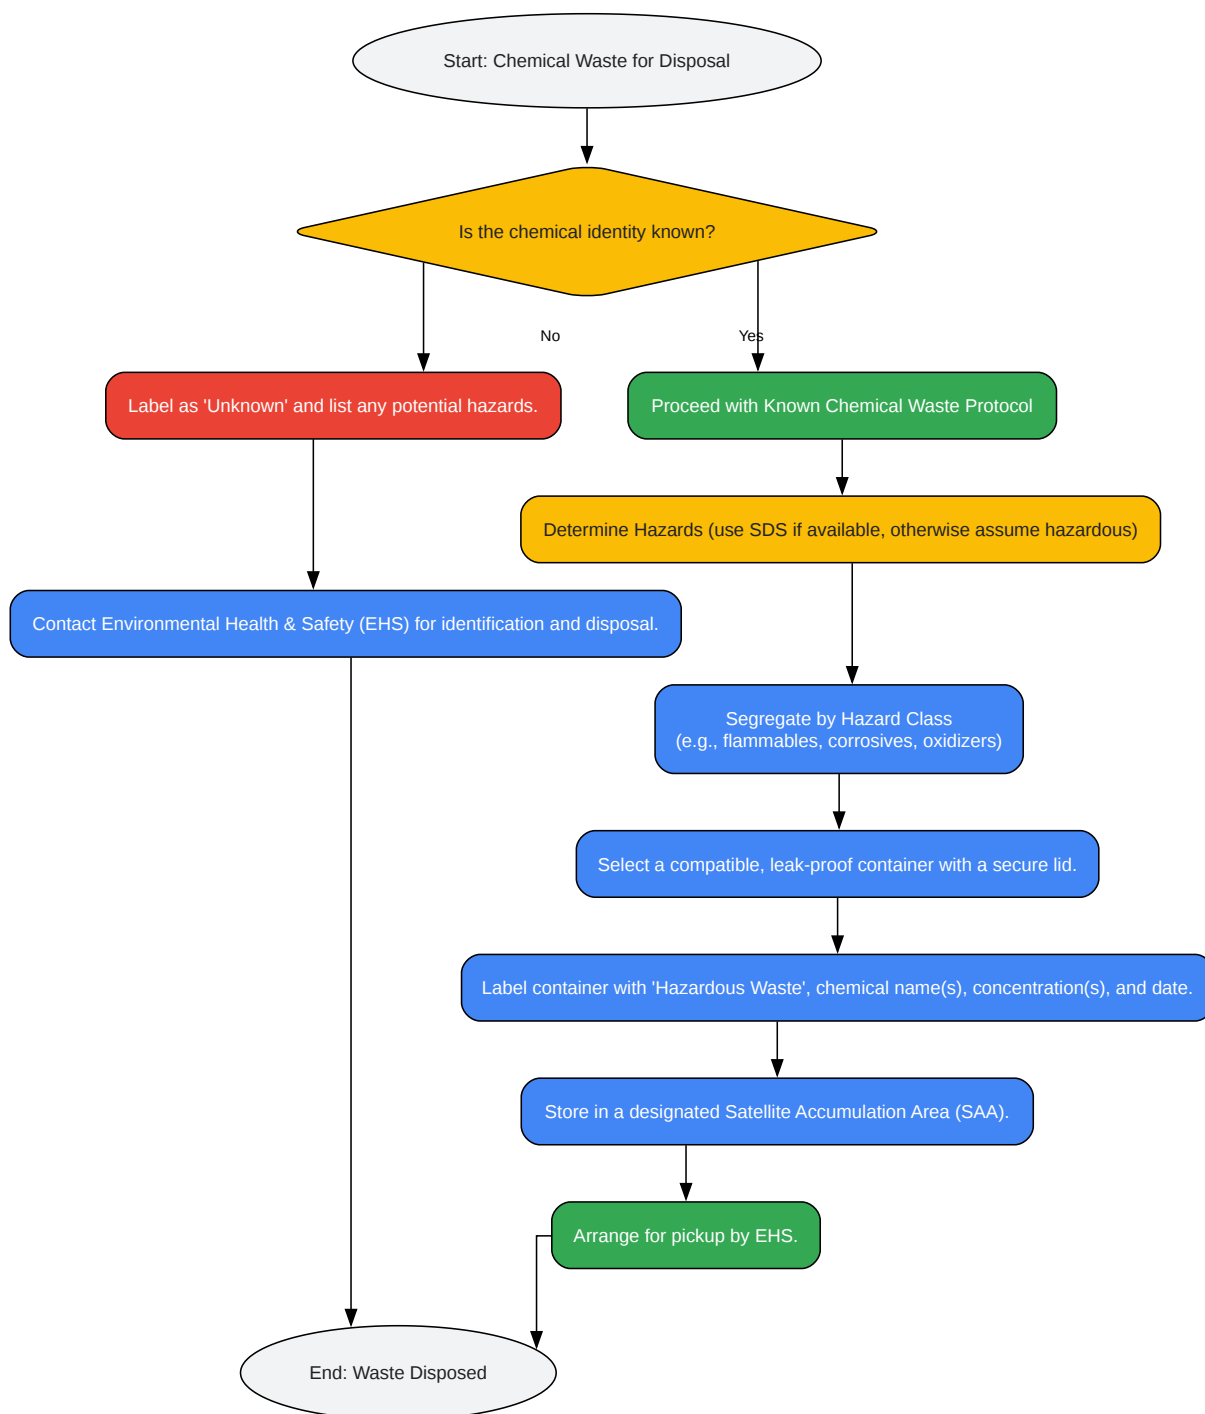 Start: Chemical Waste for Disposal
Is the chemical identity known?
No
Yes
Label as 'Unknown' and list any potential hazards.
Proceed with Known Chemical Waste Protocol
Determine Hazards (use SDS if available, otherwise assume hazardous)
Contact Environmental Health & Safety (EHS) for identification and disposal.
Segregate by Hazard Class
(e.g., flammables, corrosives, oxidizers)
Select a compatible, leak-proof container with a secure lid.
Label container with 'Hazardous Waste', chemical name(s), concentration(s), and date.
Store in a designated Satellite Accumulation Area (SAA).
Arrange for pickup by EHS.
End: Waste Disposed